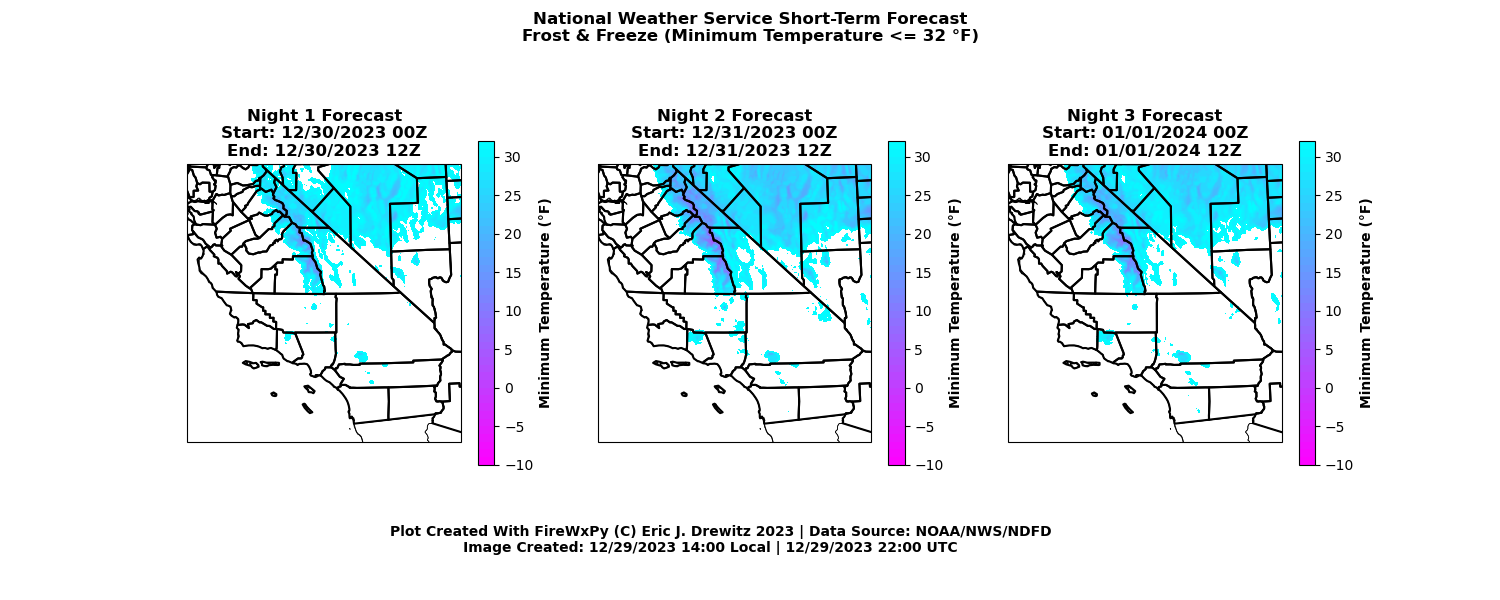 National Weather Service Short-Term Forecast
Frost & Freeze (Minimum Temperature <= 32 °F)
Night 1 Forecast
Start: 12/30/2023 00Z
End: 12/30/2023 12Z
30
25
20
15
10
5
0
−5
−10
Minimum Temperature (°F)
Night 2 Forecast
Start: 12/31/2023 00Z
End: 12/31/2023 12Z
30
25
20
15
10
5
0
−5
−10
Minimum Temperature (°F)
Night 3 Forecast
Start: 01/01/2024 00Z
End: 01/01/2024 12Z
30
25
20
15
10
5
0
−5
−10
Minimum Temperature (°F)
Plot Created With FireWxPy (C) Eric J. Drewitz 2023 | Data Source: NOAA/NWS/NDFD
Image Created: 12/29/2023 14:00 Local | 12/29/2023 22:00 UTC